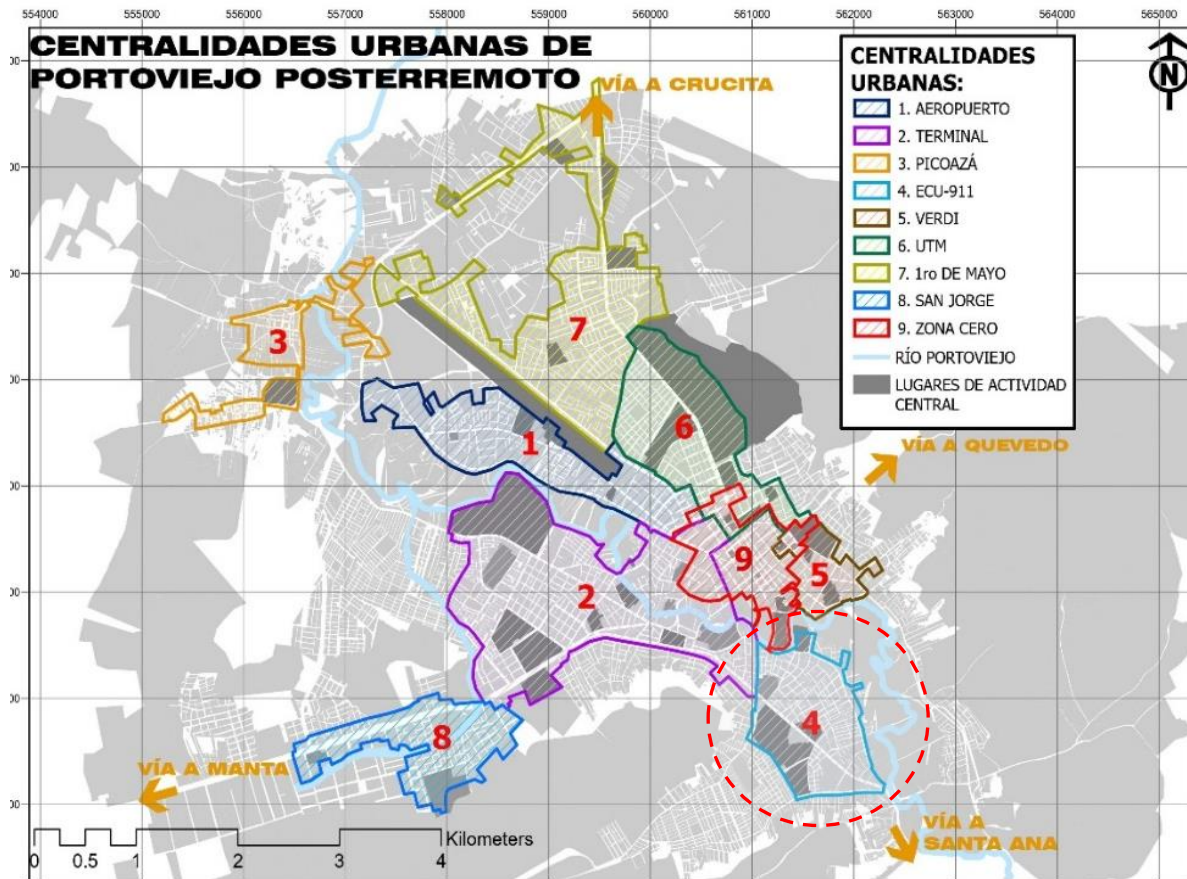 554000 555000 556000 557000 558000 559000 560000 561000 562000 563000 564000 565000
CENTRALIDADES URBANAS DE
PORTOVIEJO POSTERREMOTO
VÍA A CRUCITA
CENTRALIDADES
URBANAS:
1. AEROPUERTO
2. TERMINAL
3. PICOAZÁ
4. ECU-911
5. VERDI
6. UTM
7. 1ro DE MAYO
8. SAN JORGE
9. ZONA CERO
RÍO PORTOVIEJO
LUGARES DE ACTIVIDAD
CENTRAL
N
7
3
6
1
VÍA A QUEVEDO
9
5
2
4
8
VÍA A MANTA
VÍA A
SANTA ANA
Kilometers
0 0.5 1 2 3 4